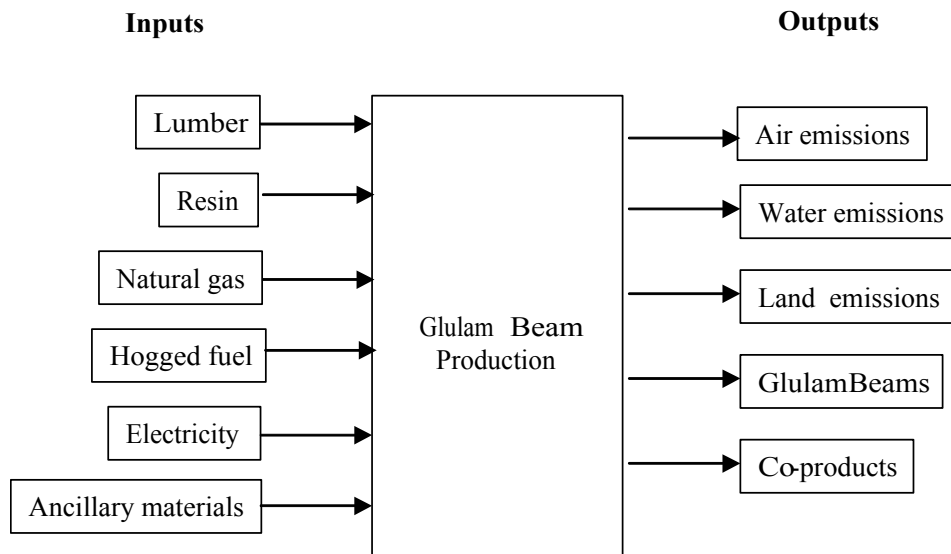 Inputs
Outputs
Lumber
Resin
Natural gas
Hogged fuel
Electricity
Ancillary materials
Glulam Beam
Production
Air emissions
Water emissions
Land emissions
GlulamBeams
Co-products